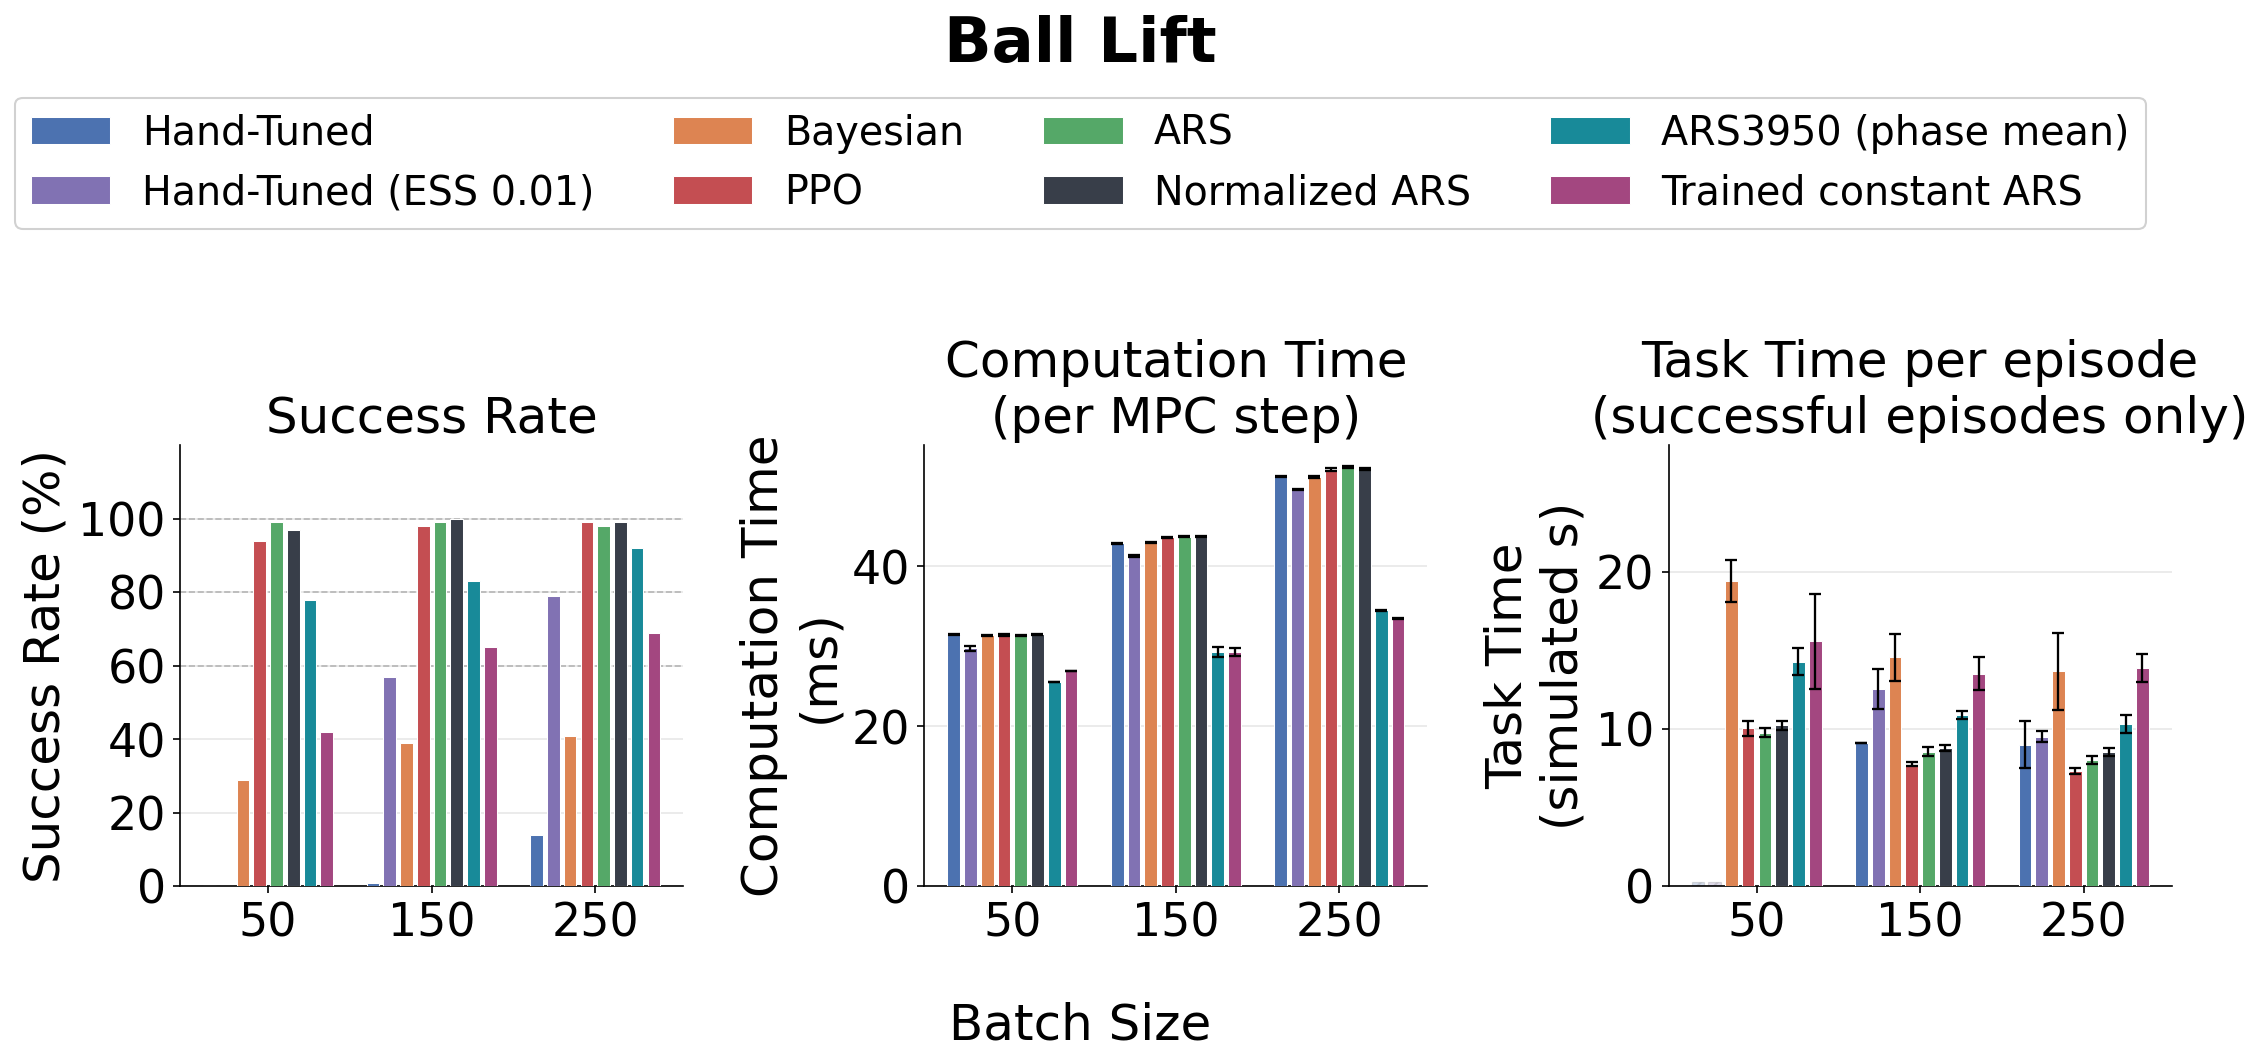 Ball Lift
Hand-Tuned
Hand-Tuned (ESS 0.01)
Bayesian
PPO
ARS
Normalized ARS
ARS3950 (phase mean)
Trained constant ARS
Success Rate
Success Rate (%)
100
80
60
40
20
0
50 150 250
Computation Time
(per MPC step)
Computation Time
(ms)
40
20
0
50 150 250
Task Time per episode
(successful episodes only)
Task Time
(simulated s)
20
10
0
50 150 250
Batch Size